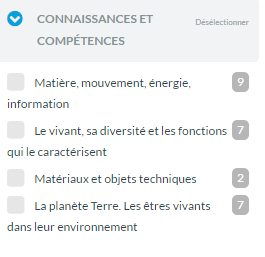 CONNAISSANCES ET Désélectionner
COMPÉTENCES
Matière, mouvement, énergie, 9
information
Le vivant, sa diversité et les fonctions 7
qui le caractérisent
Matériaux et objets techniques 2
La planète Terre. Les êtres vivants 7
dans leur environnement